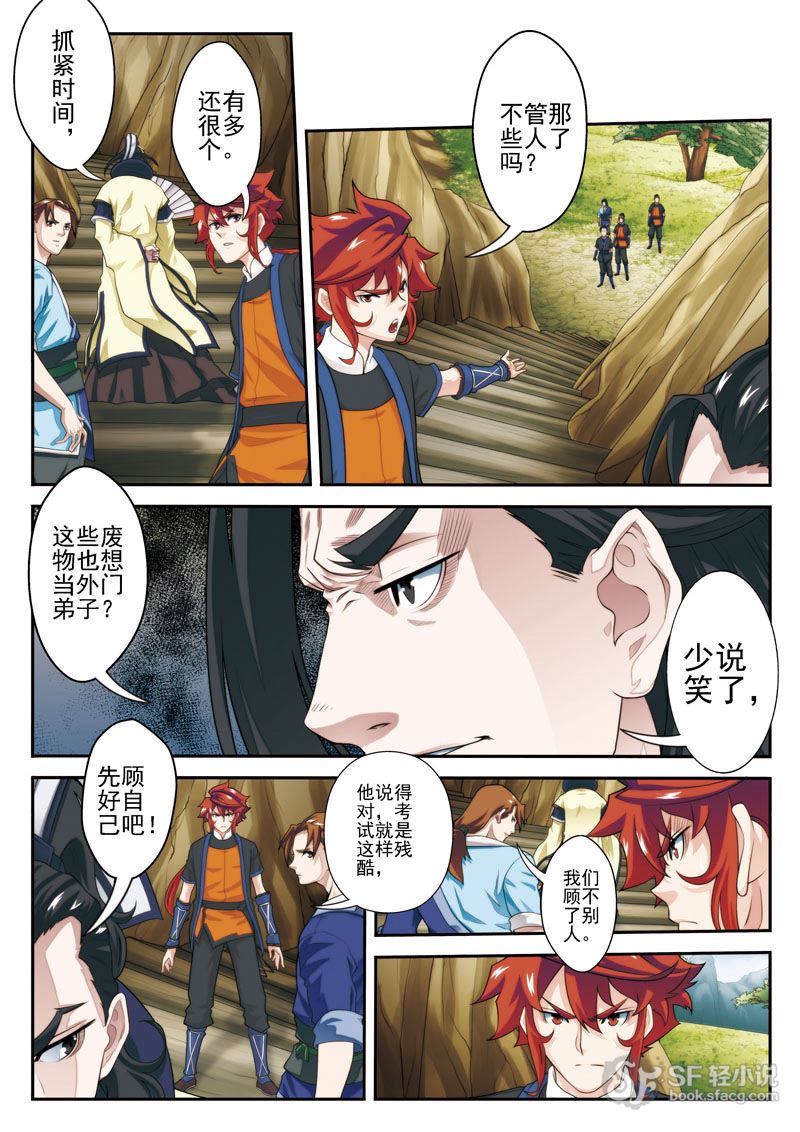 抓紧时间，
还有
很多
个。
不管那
些人了
吗？
少说
笑了，
这些废
物也想
当外门
弟子？
先顾
好自
己吧！
他说得
对，考
试就是
这样残
酷，
我们
顾不
了别
人。
SF 轻小说
book.sfacg.com